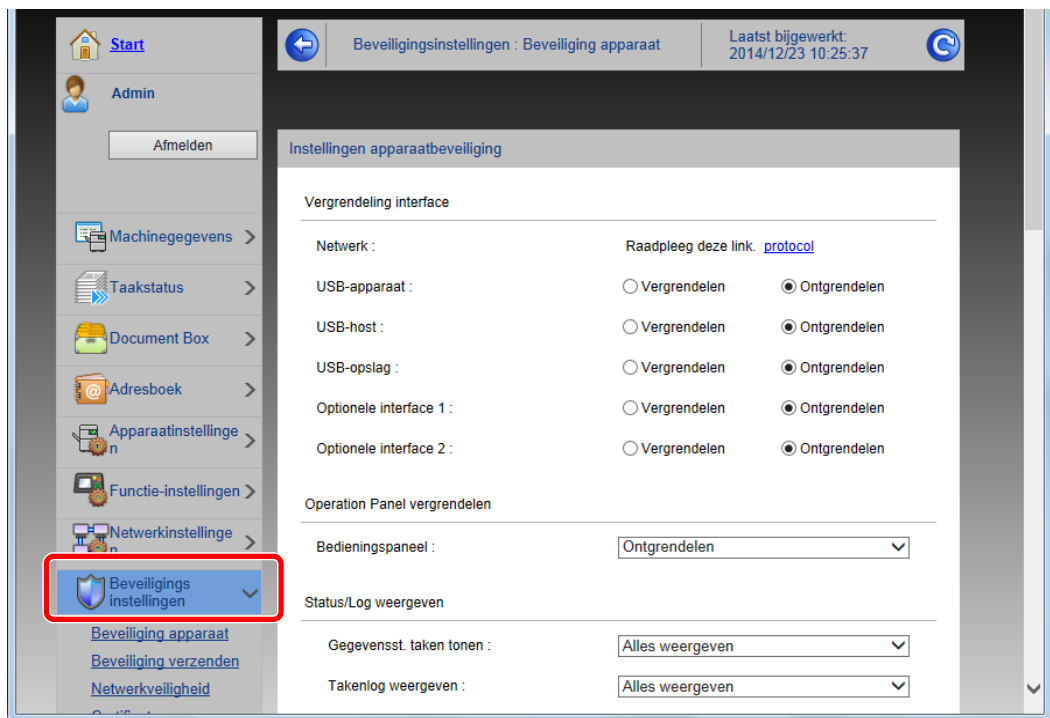 Start
Beveiligingsinstellingen : Beveiliging apparaat
Laatst bijgewerkt:
2014/12/23 10:25:37
Admin
Afmelden
Machinegegevens
Taakstatus
Document Box
Adresboek
Apparaatinstellinge
n
Functie-instellingen
Netwerkinstellinge
n
Beveiligings
instellingen
Beveiliging apparaat
Beveiliging verzenden
Netwerkveiligheid
Instellingen apparaatbeveiliging
Vergrendeling interface
Netwerk : Raadpleeg deze link. protocol
USB-apparaat : Vergrendelen Ontgrendelen
USB-host : Vergrendelen Ontgrendelen
USB-opslag : Vergrendelen Ontgrendelen
Optionele interface 1 : Vergrendelen Ontgrendelen
Optionele interface 2 : Vergrendelen Ontgrendelen
Operation Panel vergrendelen
Bedieningspaneel : Ontgrendelen
Status/Log weergeven
Gegevensst. taken tonen : Alles weergeven
Takenlog weergeven : Alles weergeven